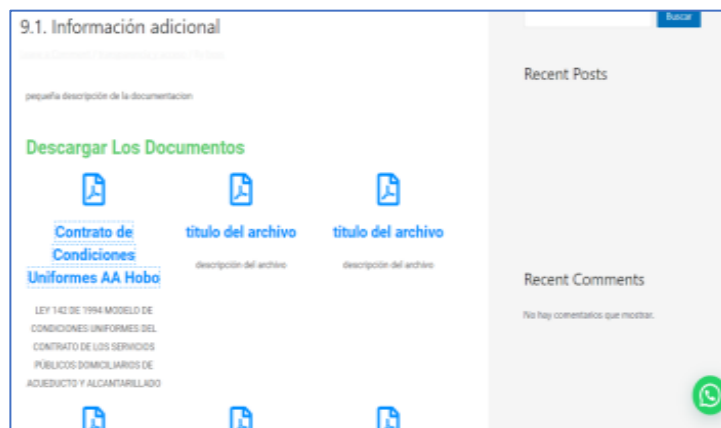 9.1. Información adicional
Buscar
pequeña descripción de la documentacion
Recent Posts
Descargar Los Documentos
Contrato de
Condiciones
Uniformes AA Hobo
titulo del archivo
descripción del archivo
titulo del archivo
descripción del archivo
LEY 142 DE 1994 MODELO DE
CONDICIONES UNIFORMES DEL
CONTRATO DE LOS SERVICIOS
PÚBLICOS DOMICILIARIOS DE
ACUEDUCTO Y ALCANTARILLADO
Recent Comments
No hay comentarios que mostrar.